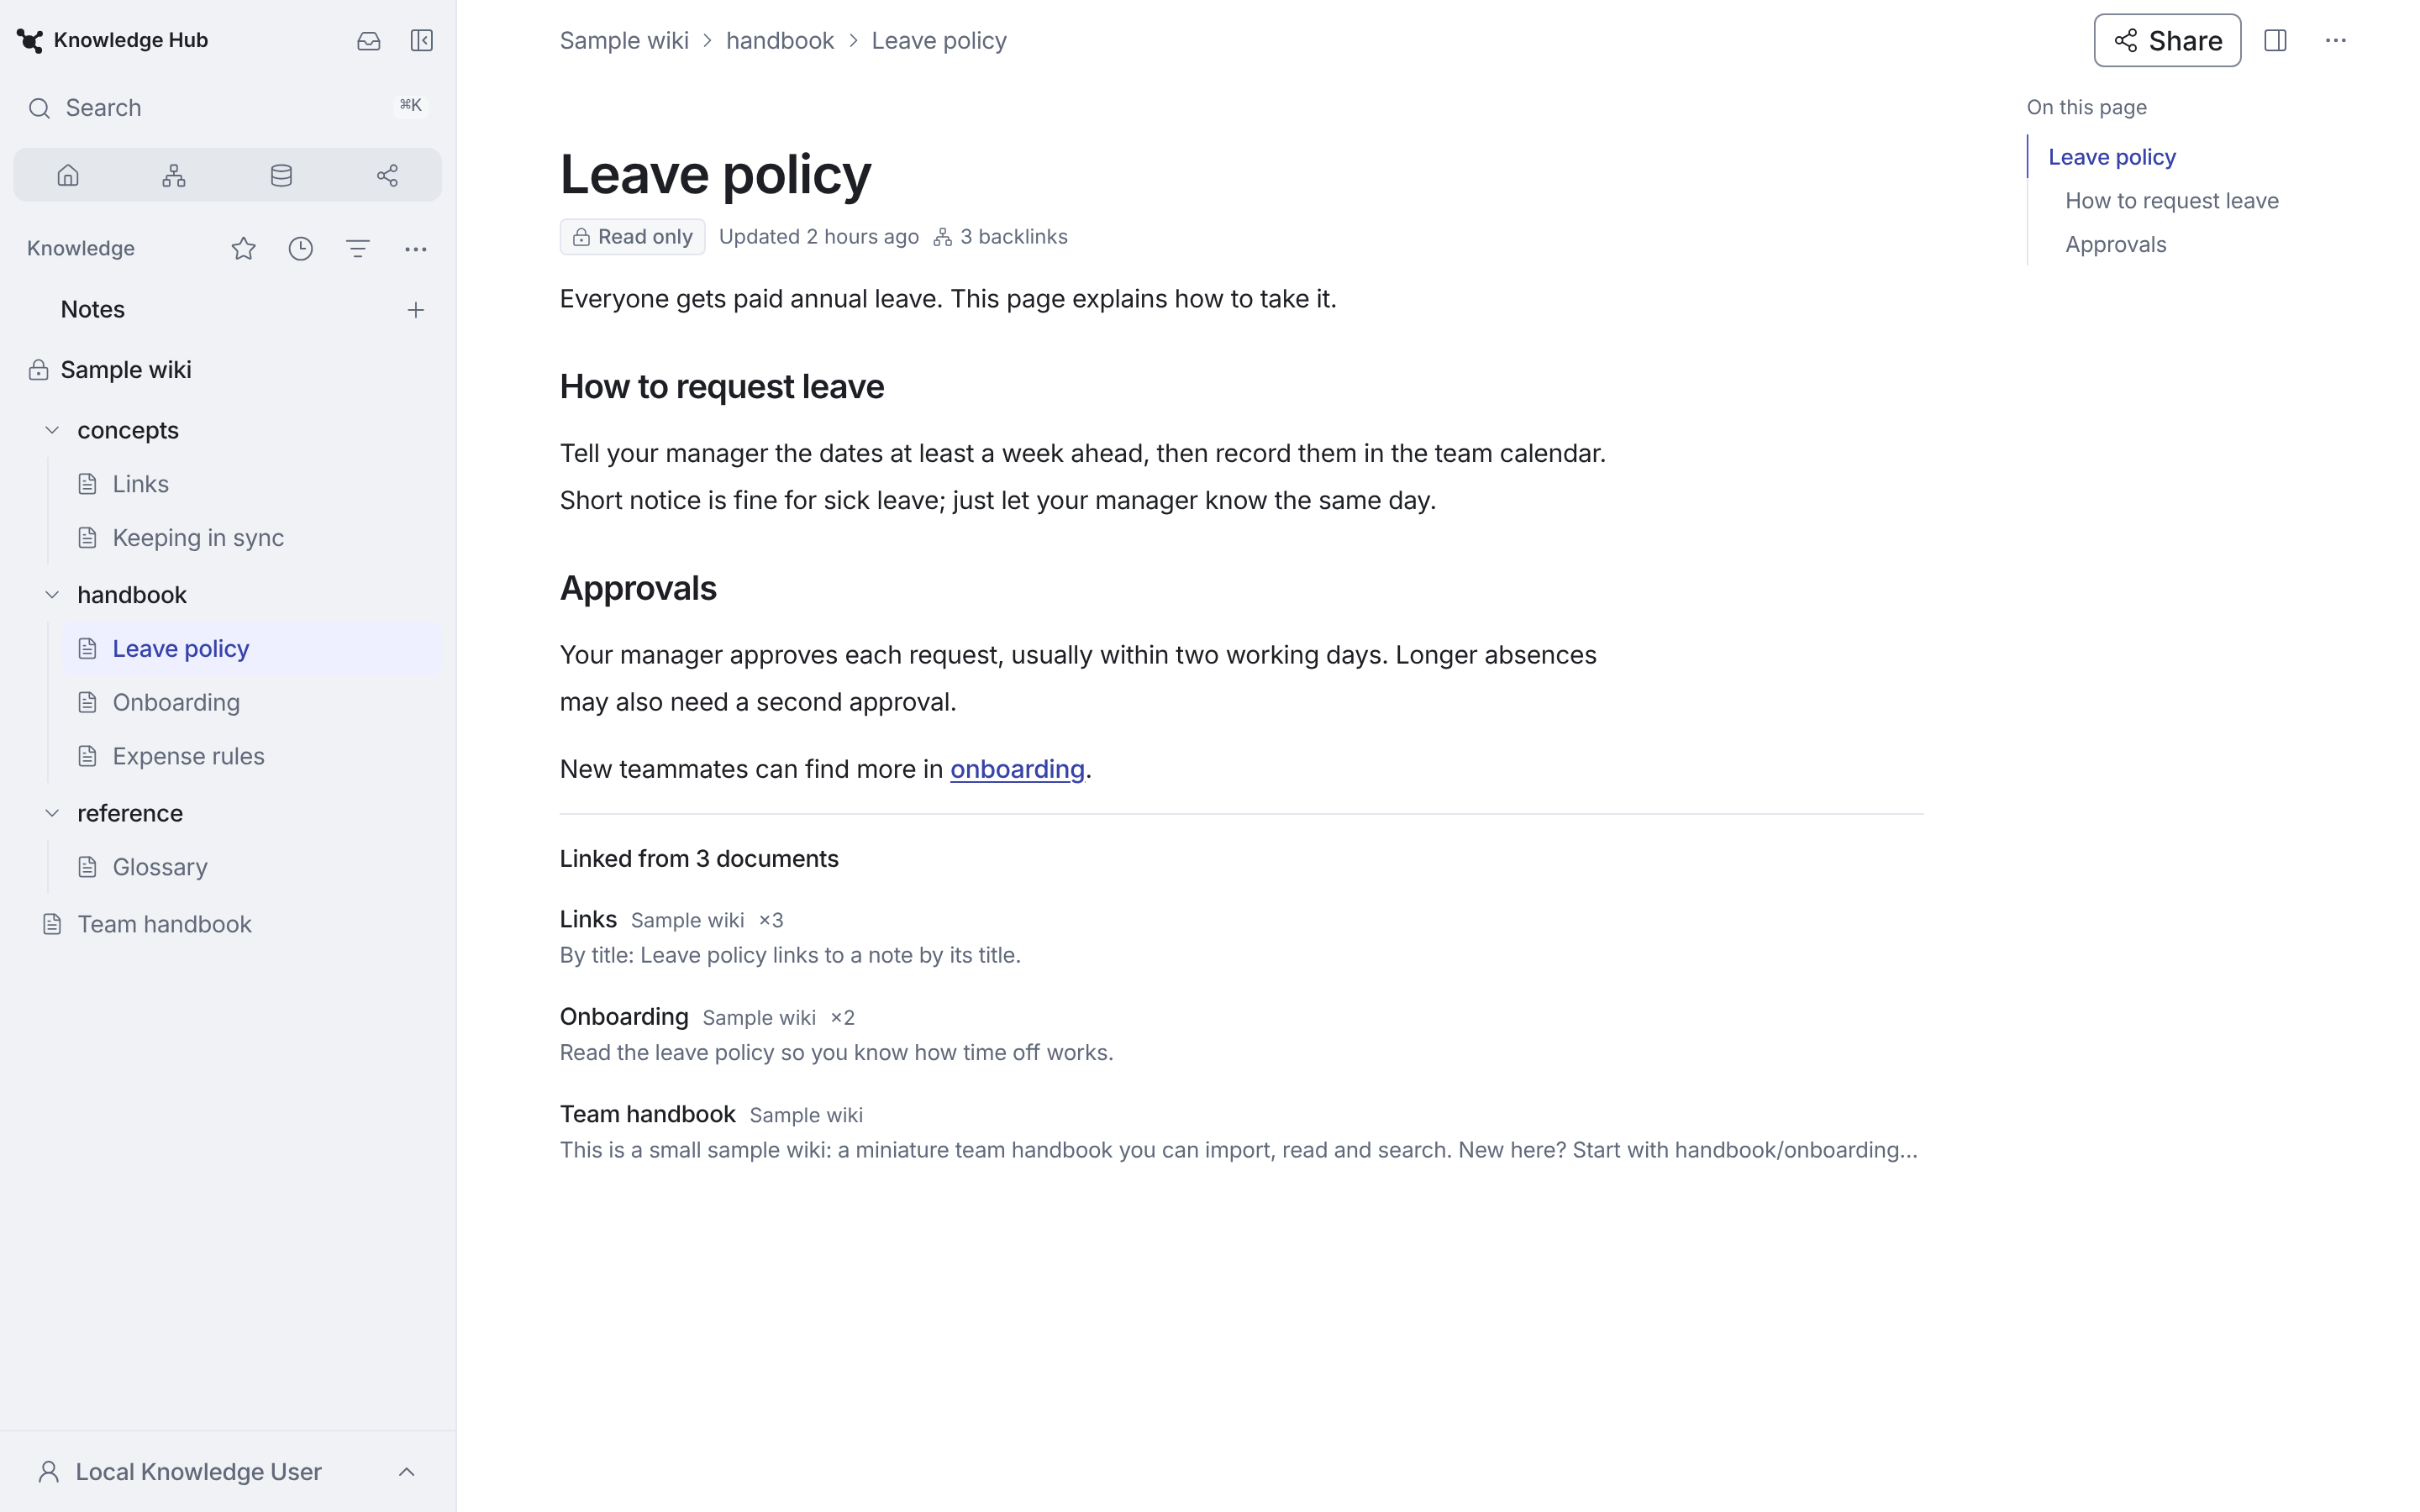 Knowledge Hub
Search
⌘K
Knowledge
Notes
Sample wiki
concepts
Links
Keeping in sync
handbook
Leave policy
Onboarding
Expense rules
reference
Glossary
Team handbook
Local Knowledge User
Sample wiki > handbook > Leave policy
Share
Leave policy
Read only Updated 2 hours ago 3 backlinks
Everyone gets paid annual leave. This page explains how to take it.
How to request leave
Tell your manager the dates at least a week ahead, then record them in the team calendar.
Short notice is fine for sick leave; just let your manager know the same day.
Approvals
Your manager approves each request, usually within two working days. Longer absences
may also need a second approval.
New teammates can find more in onboarding.
Linked from 3 documents
Links Sample wiki ×3
By title: Leave policy links to a note by its title.
Onboarding Sample wiki ×2
Read the leave policy so you know how time off works.
Team handbook Sample wiki
This is a small sample wiki: a miniature team handbook you can import, read and search. New here? Start with handbook/onboarding...
On this page
Leave policy
How to request leave
Approvals